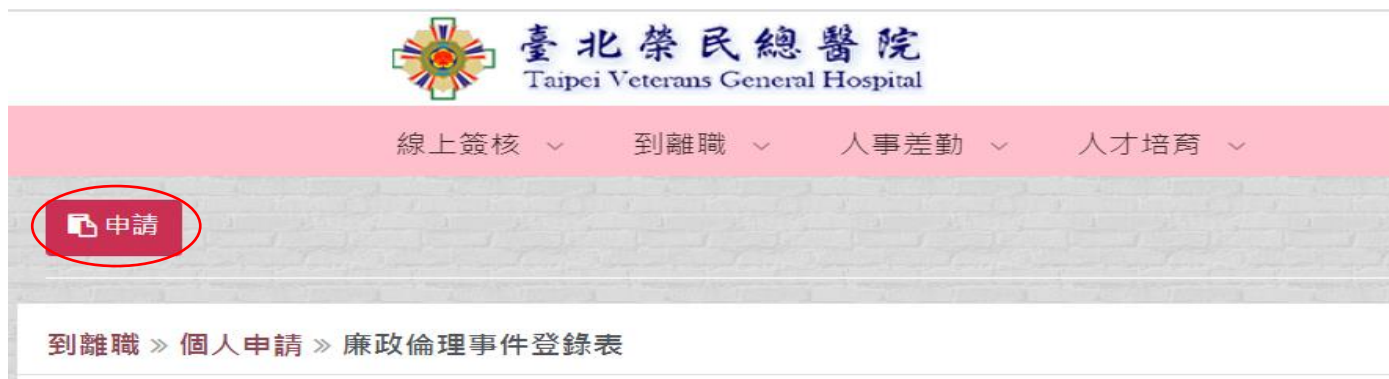 臺北榮民總醫院
Taipei Veterans General Hospital
線上簽核 到離職 人事差勤 人才培育
申請
到離職 » 個人申請 » 廉政倫理事件登錄表